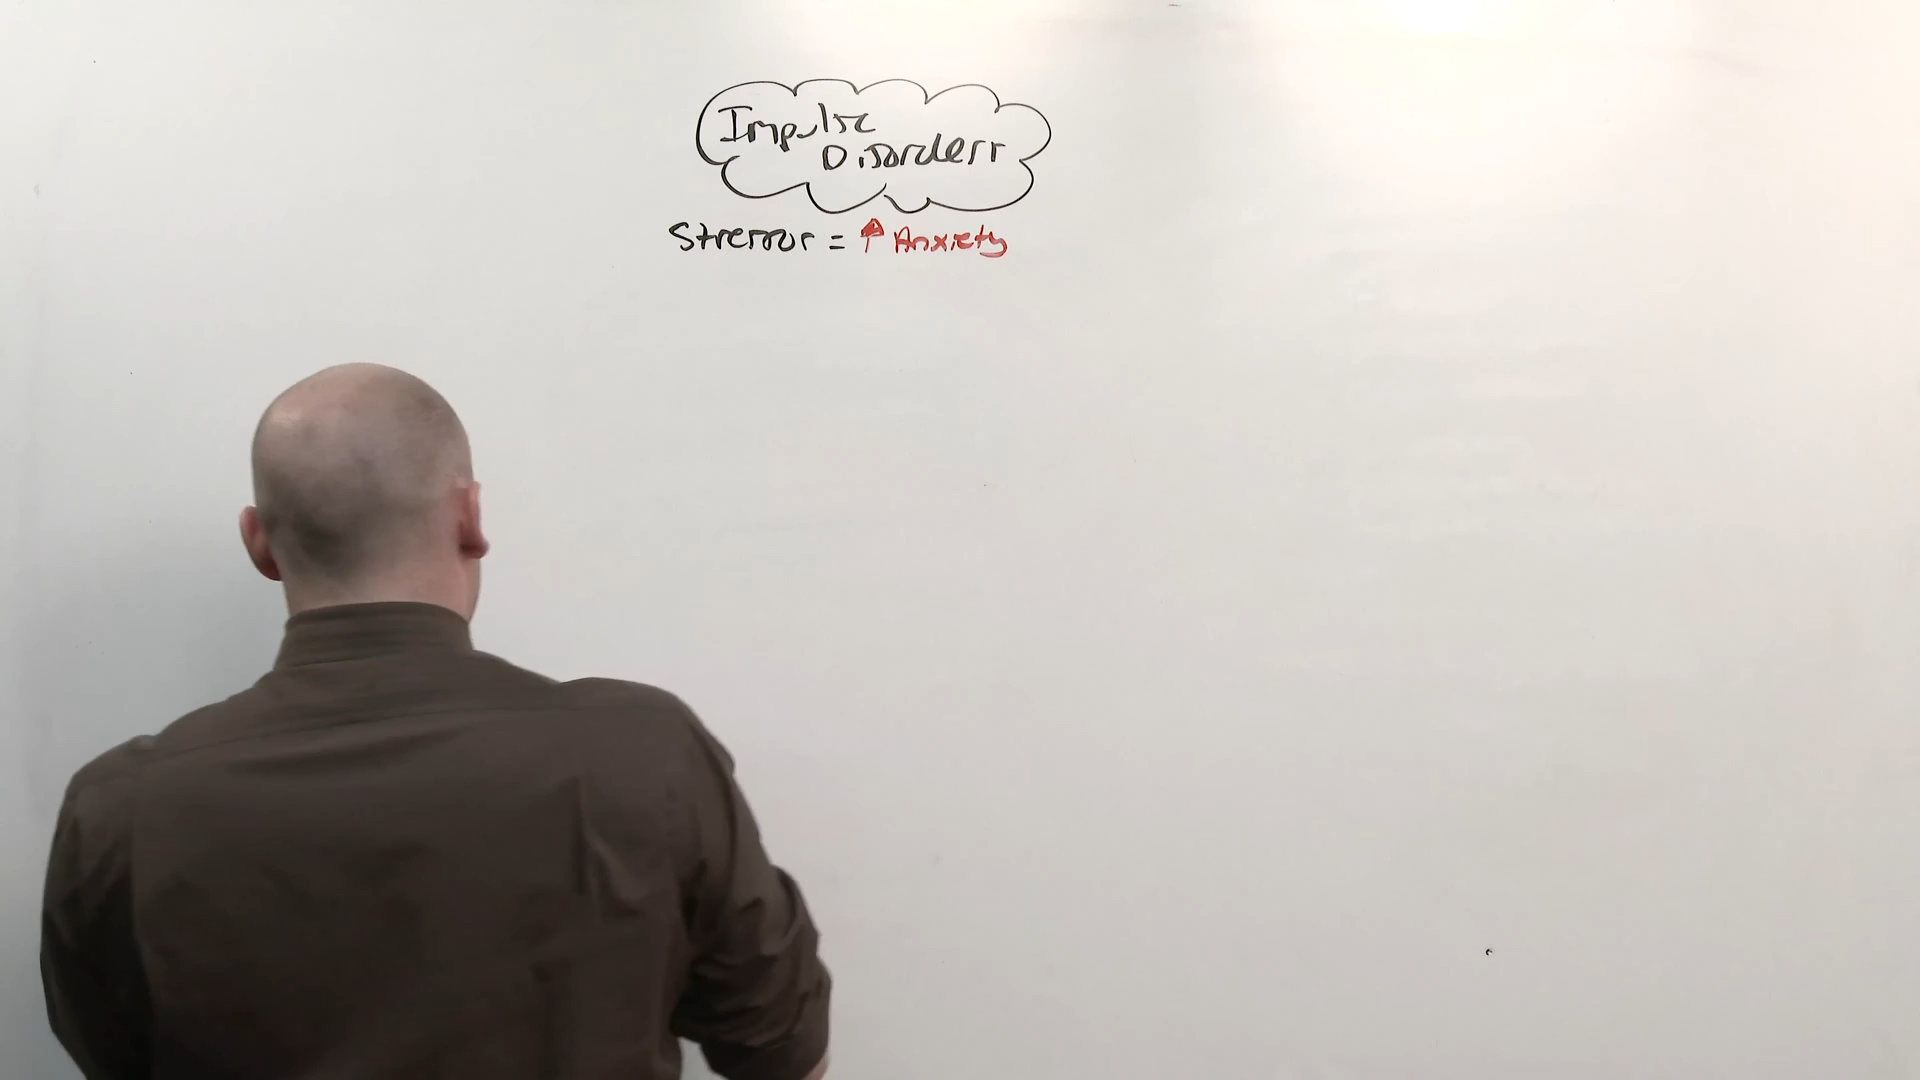 Impulse
Disorders
Stressor = ↑ Anxiety